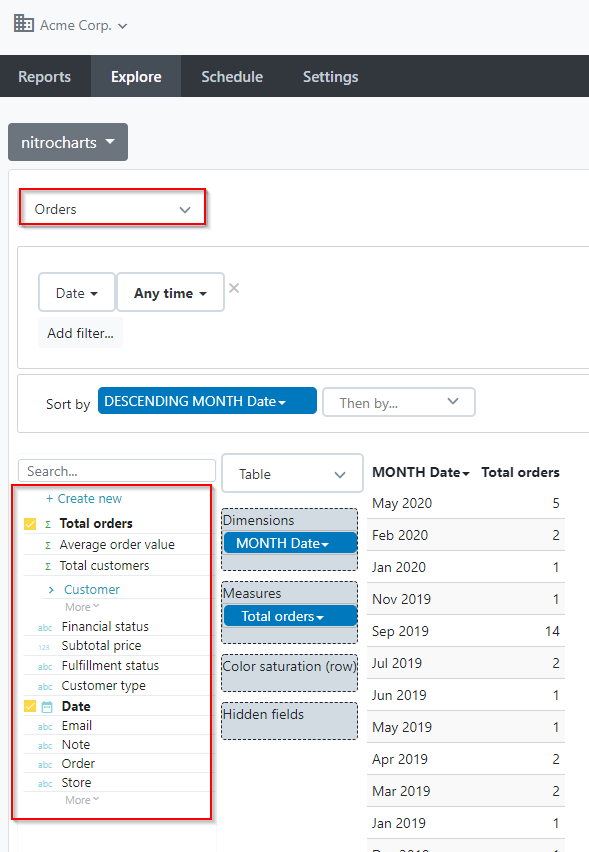 Acme Corp.
Reports Explore Schedule Settings
nitrocharts
Orders
Date Any time
Add filter...
Sort by DESCENDING MONTH Date Then by...
Search...
+ Create new
Σ Total orders
Σ Average order value
Σ Total customers
Customer
More
abc Financial status
123 Subtotal price
abc Fulfillment status
abc Customer type
Date
abc Email
abc Note
abc Order
abc Store
More
Table
Dimensions
MONTH Date
Measures
Total orders
Color saturation (row)
Hidden fields
MONTH Date Total orders
May 2020 5
Feb 2020 2
Jan 2020 1
Nov 2019 1
Sep 2019 14
Jul 2019 2
Jun 2019 1
May 2019 1
Apr 2019 2
Mar 2019 2
Jan 2019 1